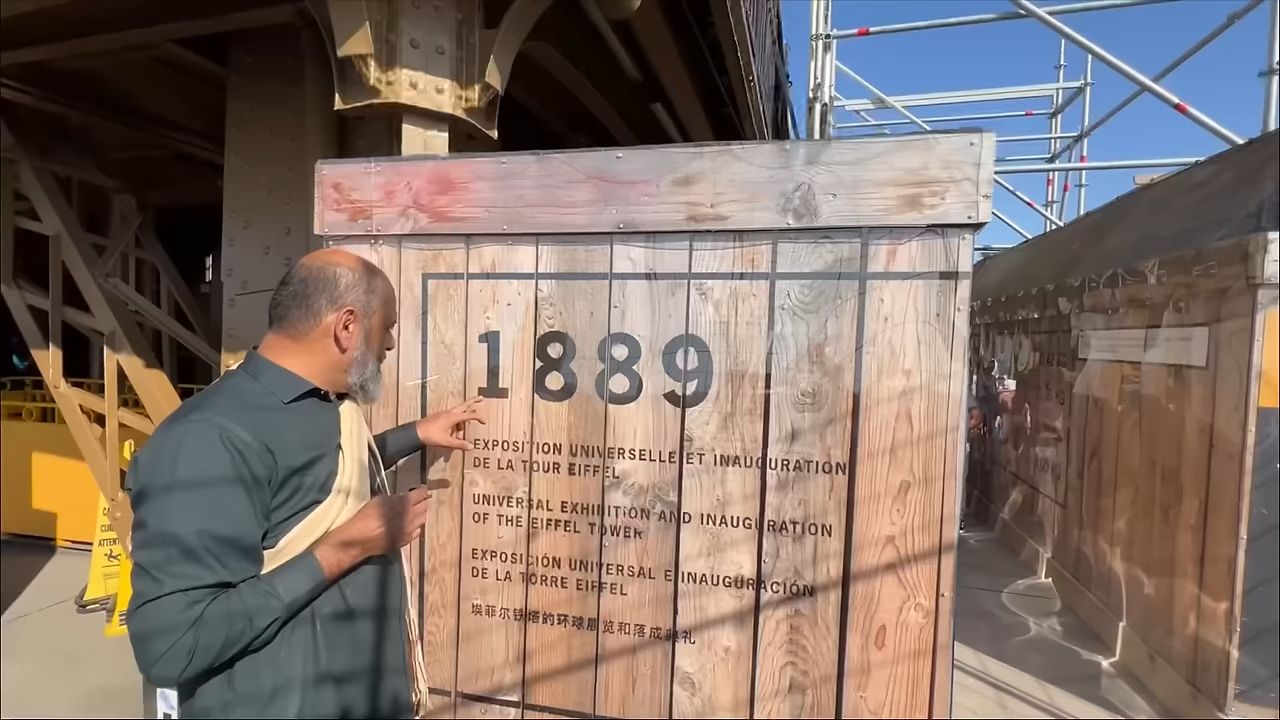 1889
EXPOSITION UNIVERSELLE ET INAUGURATION
DE LA TOUR EIFFEL
UNIVERSAL EXHIBITION AND INAUGURATION
OF THE EIFFEL TOWER
EXPOSICIÓN UNIVERSAL E INAUGURACIÓN
DE LA TORRE EIFFEL
埃菲尔铁塔的环球展览和落成典礼